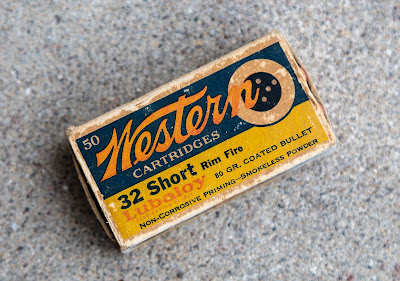 50
Western
CARTRIDGES
32 Short Rim Fire
Lubaloy 80 GR. COATED BULLET
NON-CORROSIVE PRIMING—SMOKELESS POWDER